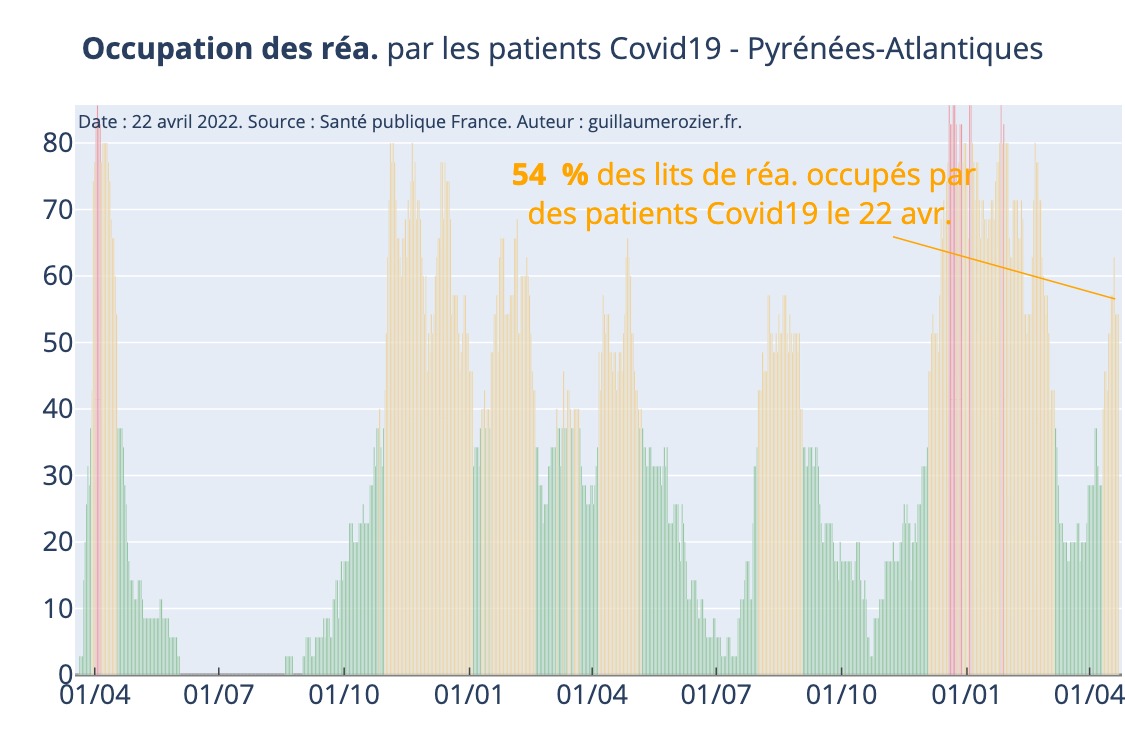 Occupation des réa. par les patients Covid19 - Pyrénées-Atlantiques
Date : 22 avril 2022. Source : Santé publique France. Auteur : guillaumerozier.fr.
54 % des lits de réa. occupés par
des patients Covid19 le 22 avr.
80
70
60
50
40
30
20
10
0
01/04 01/07 01/10 01/01 01/04 01/07 01/10 01/01 01/04